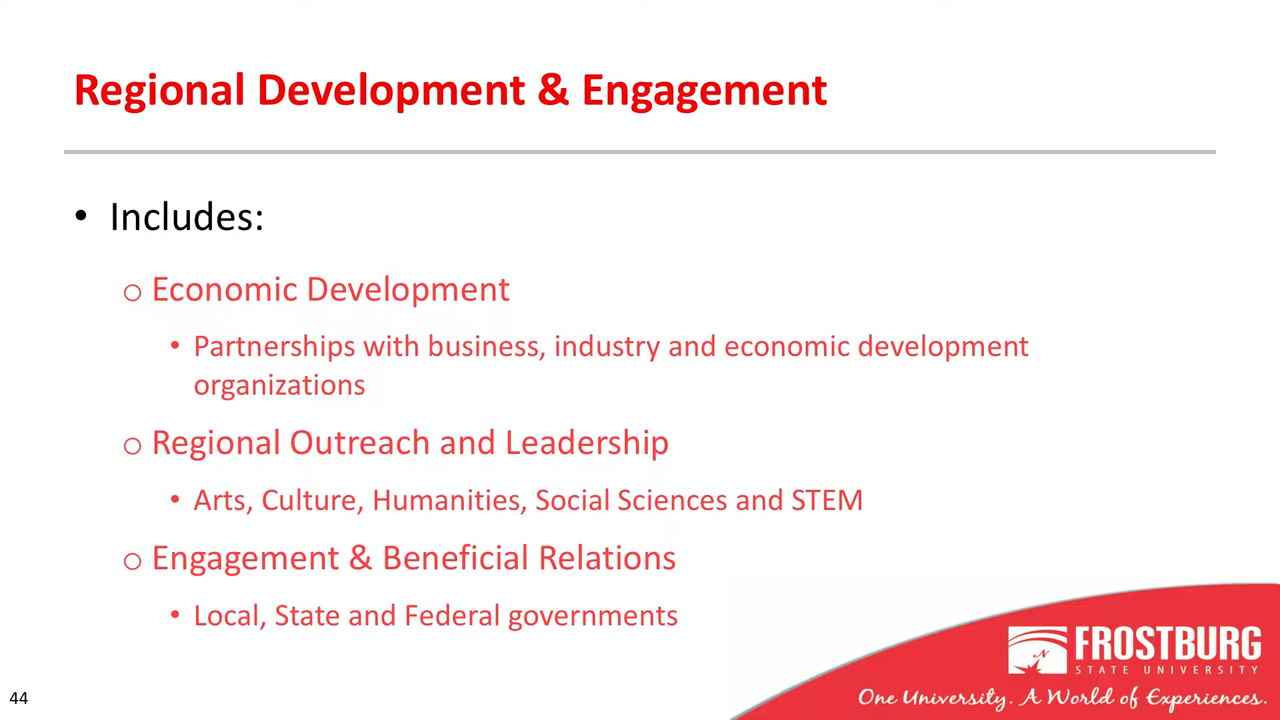 Regional Development & Engagement
• Includes:
o Economic Development
• Partnerships with business, industry and economic development
organizations
o Regional Outreach and Leadership
• Arts, Culture, Humanities, Social Sciences and STEM
o Engagement & Beneficial Relations
• Local, State and Federal governments
FROSTBURG
STATE UNIVERSITY
One University. A World of Experiences.
44